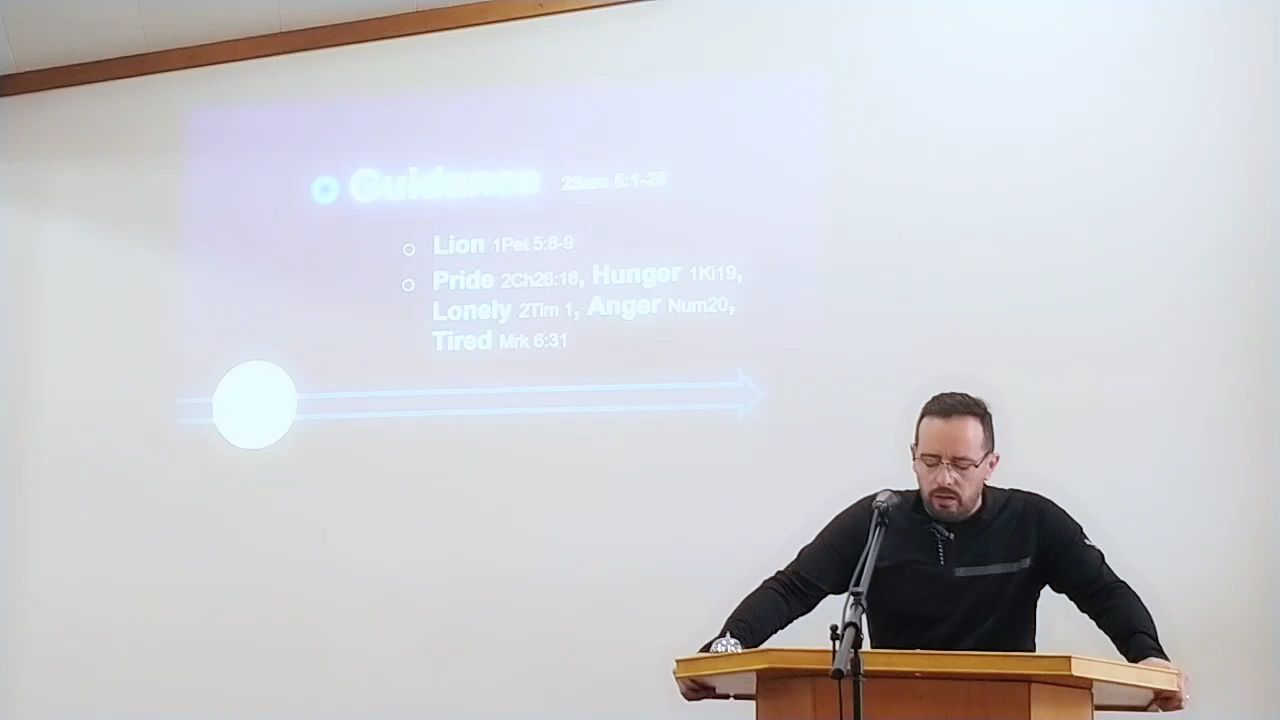 Guidance 2Sam 5:1-25
Lion 1Pet 5:8-9
Pride 2Ch26:16, Hunger 1Ki19,
Lonely 2Tim 1, Anger Num20,
Tired Mrk 6:31